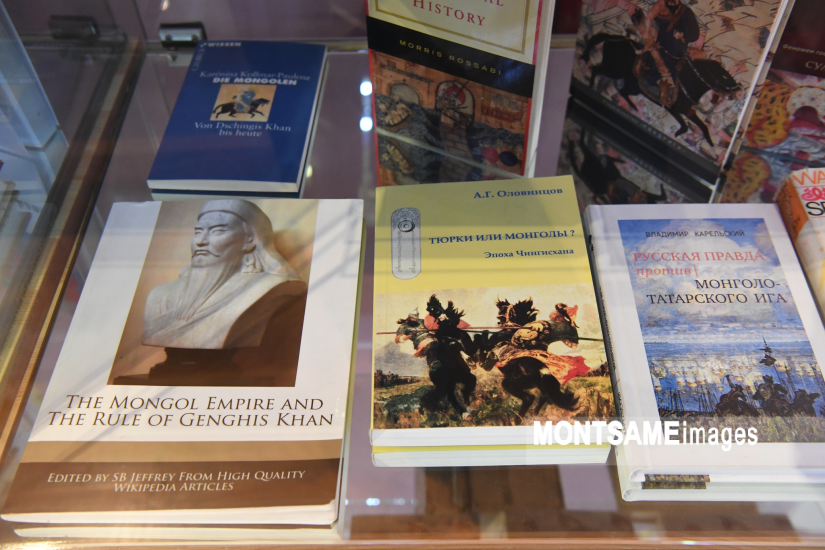 HISTORY
MORRIS ROSSABI
WISSEN
Karénina Kollmar-Paulenz
DIE MONGOLEN
Von Dschingis Khan
bis heute
THE MONGOL EMPIRE AND
THE RULE OF GENGHIS KHAN
EDITED BY SB JEFFREY FROM HIGH QUALITY
WIKIPEDIA ARTICLES
А.Г. Оловинцов
ТЮРКИ ИЛИ МОНГОЛЫ?
Эпоха Чингисхана
ВЛАДИМИР КАРЕЛЬСКИЙ
РУССКАЯ ПРАВДА
против
МОНГОЛО-
ТАТАРСКОГО ИГА
MONTSAMEimages